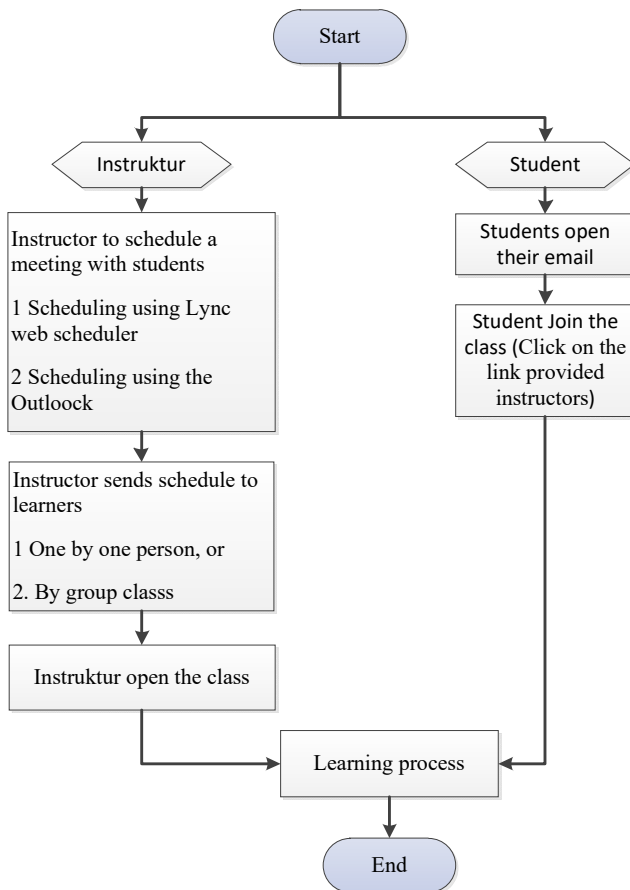 Start
Instruktur
Instructor to schedule a
meeting with students
1 Scheduling using Lync
web scheduler
2 Scheduling using the
Outloock
Instructor sends schedule to
learners
1 One by one person, or
2. By group classs
Instruktur open the class
Student
Students open
their email
Student Join the
class (Click on the
link provided
instructors)
Learning process
End